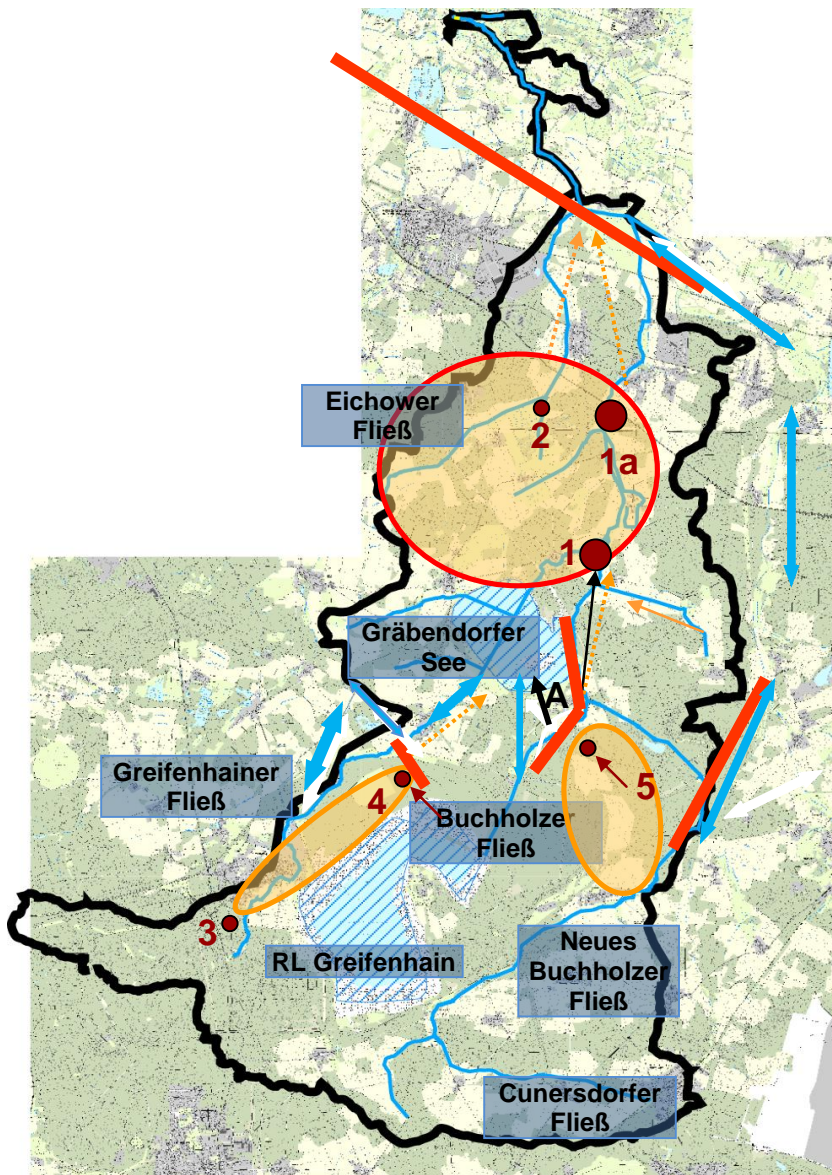 Eichower
Fließ
2
1a
1
Gräbendorfer
See
A
Greifenhainer
Fließ
4
5
Buchholzer
Fließ
3
RL Greifenhain
Neues
Buchholzer
Fließ
Cunersdorfer
Fließ